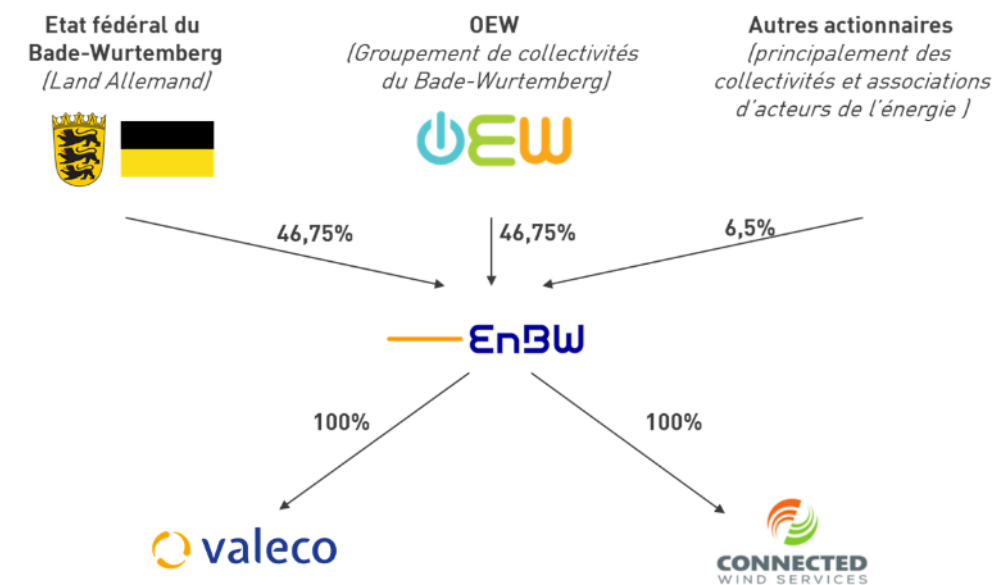 Etat fédéral du
Bade-Wurtemberg
(Land Allemand)
OEW
(Groupement de collectivités
du Bade-Wurtemberg)
Autres actionnaires
(principalement des
collectivités et associations
d'acteurs de l'énergie )
OEW
46,75%
46,75%
6,5%
EnBW
100%
100%
valeco
CONNECTED
WIND SERVICES